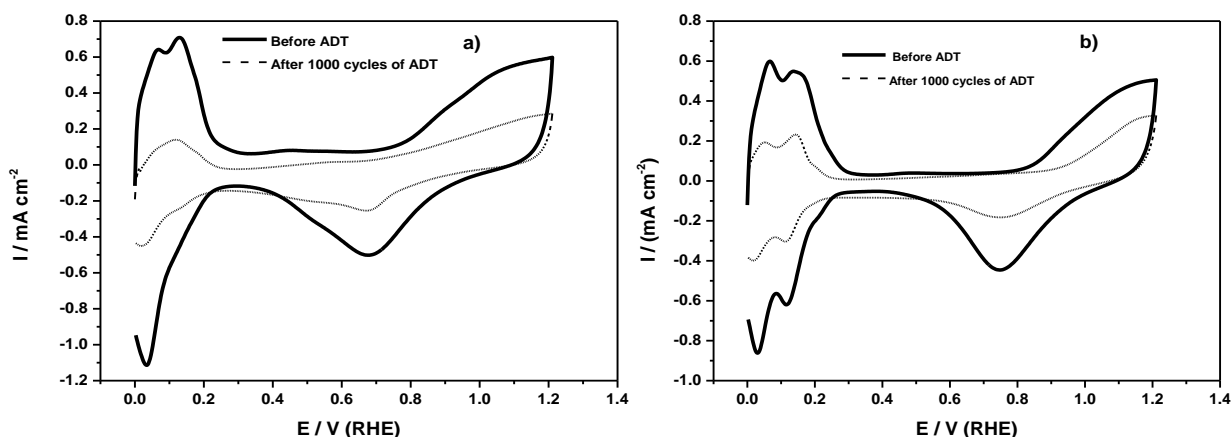 a)
Before ADT
After 1000 cycles of ADT
I / mA cm-2
0.8
0.6
0.4
0.2
0.0
-0.2
-0.4
-0.6
-0.8
-1.0
-1.2
0.0 0.2 0.4 0.6 0.8 1.0 1.2 1.4
E / V (RHE)
b)
Before ADT
After 1000 cycles of ADT
I / (mA cm-2)
0.8
0.6
0.4
0.2
0.0
-0.2
-0.4
-0.6
-0.8
-1.0
0.0 0.2 0.4 0.6 0.8 1.0 1.2 1.4
E / V (RHE)